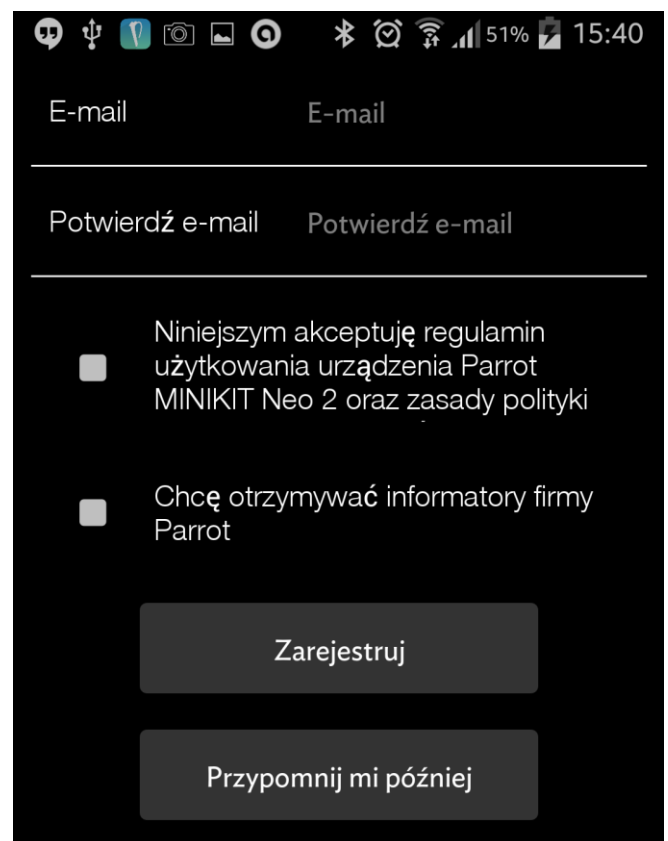 51% 15:40
E-mail E-mail
Potwierdź e-mail Potwierdź e-mail
Niniejszym akceptuję regulamin
użytkowania urządzenia Parrot
MINIKIT Neo 2 oraz zasady polityki
Chcę otrzymywać informatory firmy
Parrot
Zarejestruj
Przypomnij mi później